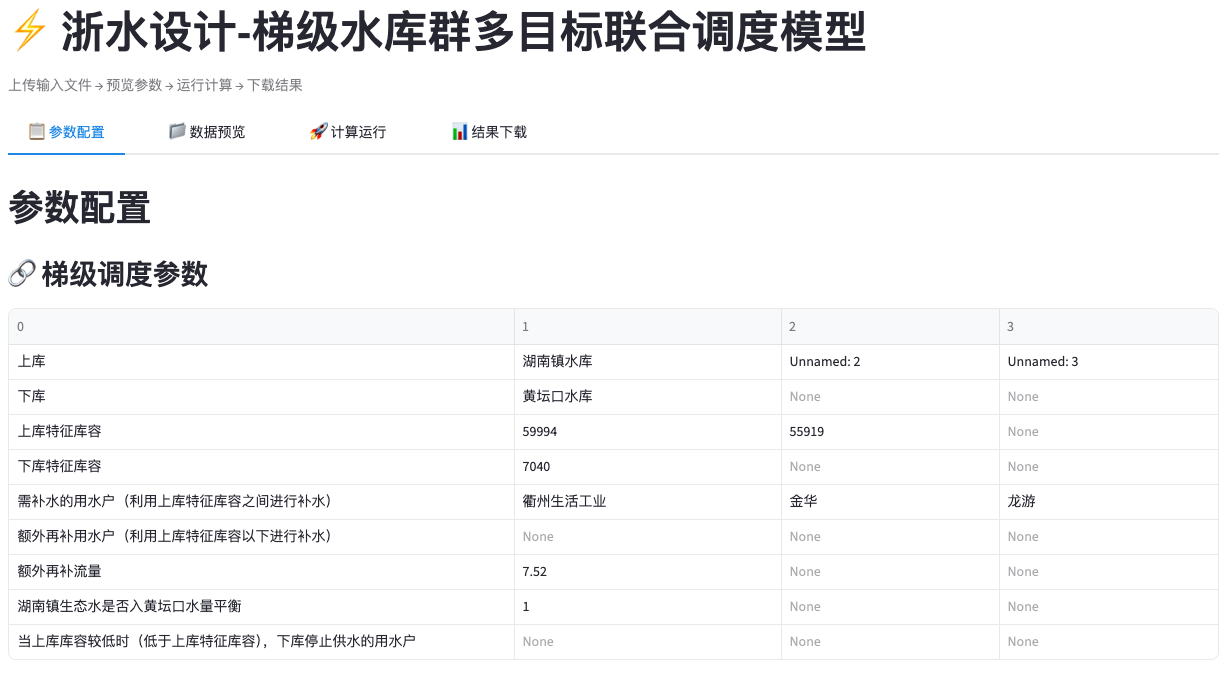 ⚡ 浙水设计-梯级水库群多目标联合调度模型
上传输入文件 → 预览参数 → 运行计算 → 下载结果
📋 参数配置 📁 数据预览 🚀 计算运行 📊 结果下载
参数配置
🔗 梯级调度参数
0 1 2 3
上库 湖南镇水库 Unnamed: 2 Unnamed: 3
下库 黄坛口水库 None None
上库特征库容 59994 55919 None
下库特征库容 7040 None None
需补水的用水户（利用上库特征库容之间进行补水） 衢州生活工业 金华 龙游
额外再补用水户（利用上库特征库容以下进行补水） None None None
额外再补流量 7.52 None None
湖南镇生态水是否入黄坛口水量平衡 1 None None
当上库库容较低时（低于上库特征库容），下库停止供水的用水户 None None None